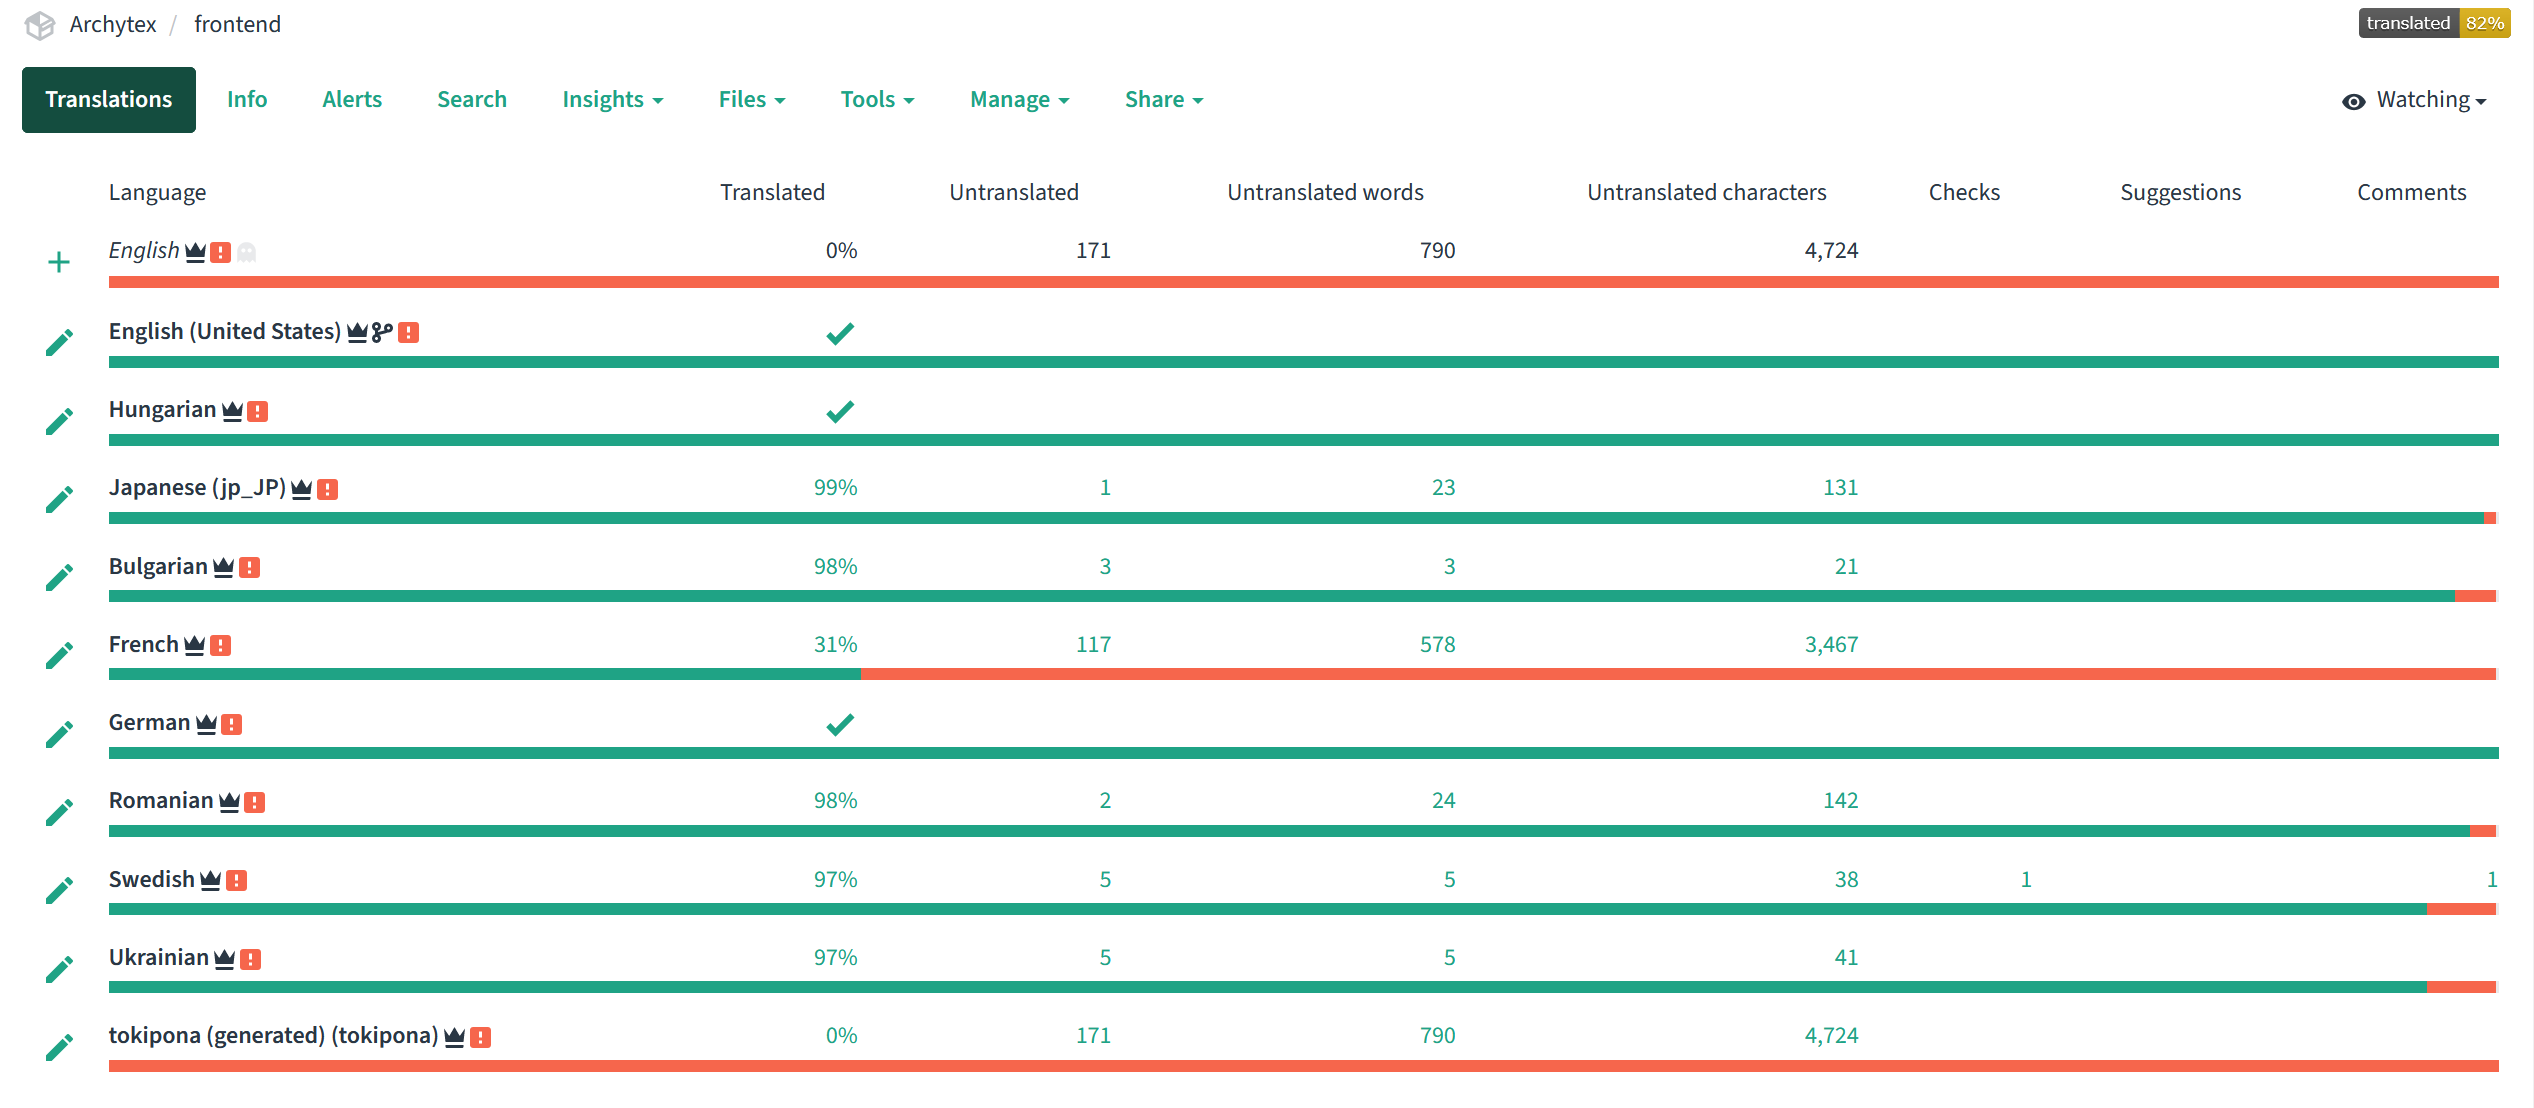 Archytex / frontend translated 82%
Translations Info Alerts Search Insights Files Tools Manage Share Watching
Language Translated Untranslated Untranslated words Untranslated characters Checks Suggestions Comments
English 0% 171 790 4,724
English (United States)
Hungarian
Japanese (jp_JP) 99% 1 23 131
Bulgarian 98% 3 3 21
French 31% 117 578 3,467
German
Romanian 98% 2 24 142
Swedish 97% 5 5 38 1 1
Ukrainian 97% 5 5 41
tokipona (generated) (tokipona) 0% 171 790 4,724